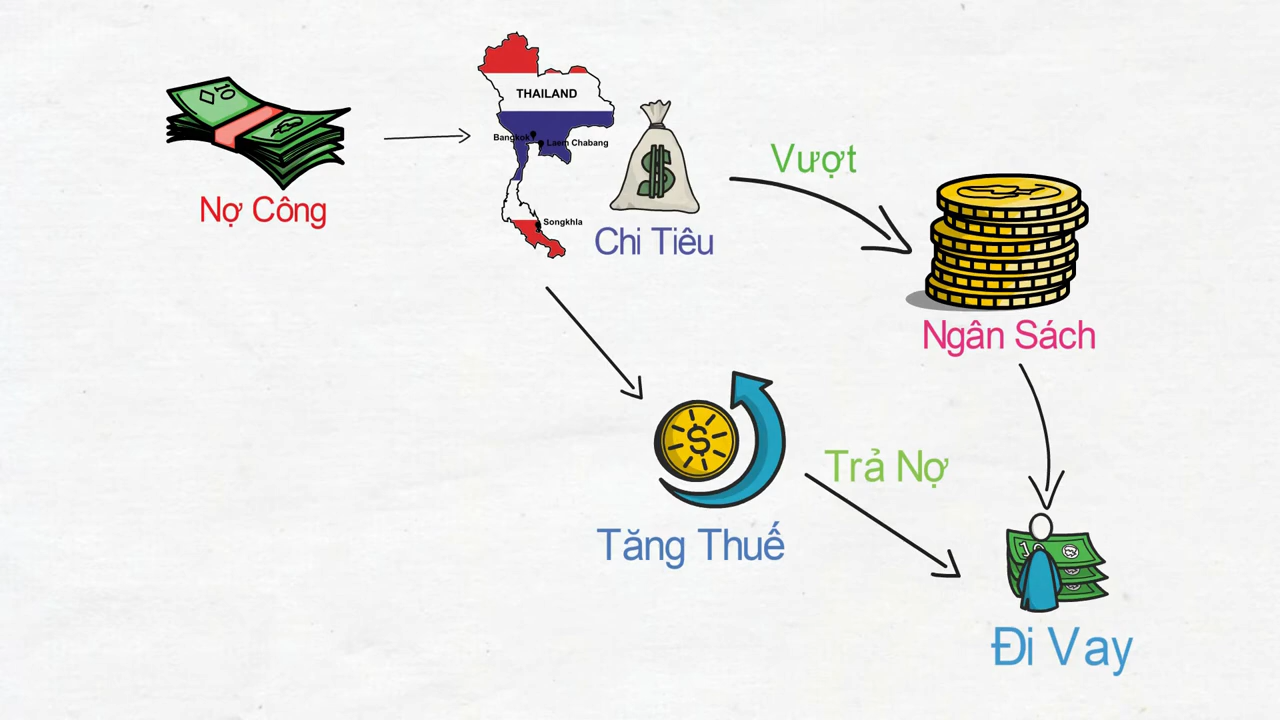 THAILAND
Bangkok
Laem Chabang
Songkhla
Nợ Công
Chi Tiêu
Vượt
Ngân Sách
Tăng Thuế
Trả Nợ
Đi Vay